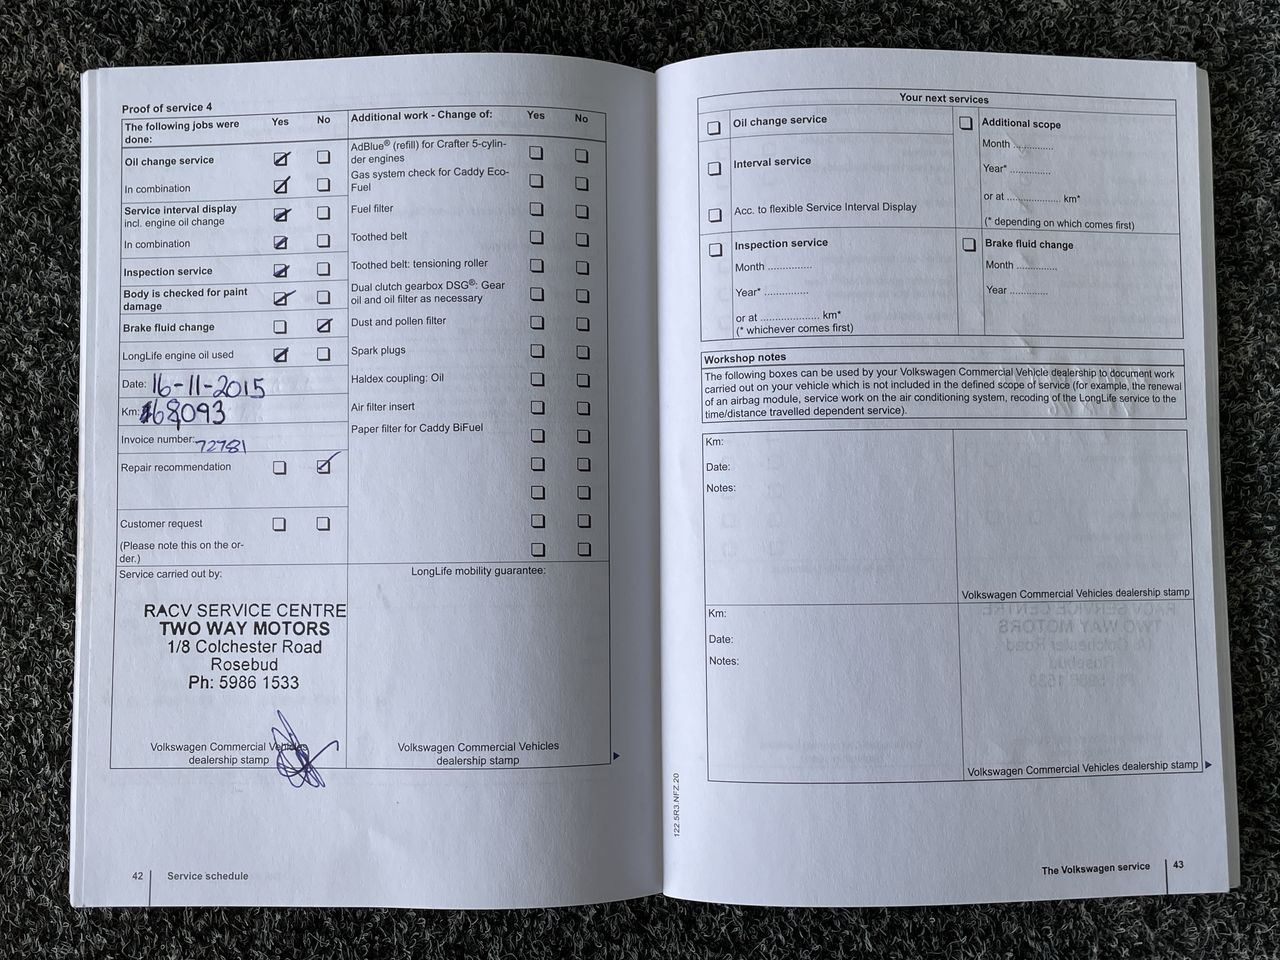 Proof of service 4
The following jobs were done: Yes No
Oil change service
In combination
Service interval display
incl. engine oil change
In combination
Inspection service
Body is checked for paint
damage
Brake fluid change
LongLife engine oil used
Date: 16-11-2015
Km: 68,093
Invoice number: 72781
Repair recommendation
Customer request
(Please note this on the or-
der.)
Service carried out by:
RACV SERVICE CENTRE
TWO WAY MOTORS
1/8 Colchester Road
Rosebud
Ph: 5986 1533
Volkswagen Commercial Vehicles
dealership stamp
Additional work - Change of: Yes No
AdBlue® (refill) for Crafter 5-cylin-
der engines
Gas system check for Caddy Eco-
Fuel
Fuel filter
Toothed belt
Toothed belt: tensioning roller
Dual clutch gearbox DSG®: Gear
oil and oil filter as necessary
Dust and pollen filter
Spark plugs
Haldex coupling: Oil
Air filter insert
Paper filter for Caddy BiFuel
LongLife mobility guarantee:
Volkswagen Commercial Vehicles
dealership stamp
42 Service schedule
Your next services
Oil change service
Interval service
Acc. to flexible Service Interval Display
Additional scope
Month ..............
Year* ..............
or at ................... km*
(* depending on which comes first)
Inspection service
Month ...............
Year* ...............
or at .................... km*
(* whichever comes first)
Brake fluid change
Month ..............
Year .............
Workshop notes
The following boxes can be used by your Volkswagen Commercial Vehicle dealership to document work
carried out on your vehicle which is not included in the defined scope of service (for example, the renewal
of an airbag module, service work on the air conditioning system, recoding of the LongLife service to the
time/distance travelled dependent service).
Km:
Date:
Notes:
Volkswagen Commercial Vehicles dealership stamp
Km:
Date:
Notes:
Volkswagen Commercial Vehicles dealership stamp
122.5R3.NFZ.20
The Volkswagen service 43